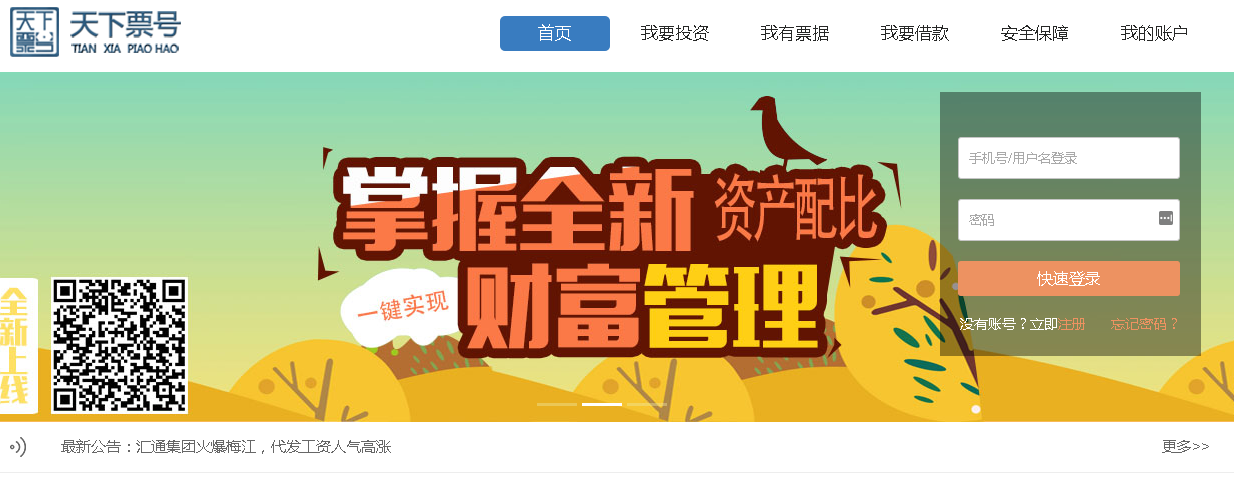 天下票号
天下票号
TIAN XIA PIAO HAO
首页
我要投资
我有票据
我要借款
安全保障
我的账户
掌握全新 资产配比
一键实现
财富管理
手机号/用户名登录
密码
快速登录
没有账号？立即注册
忘记密码？
全新上线
最新公告：汇通集团火爆梅江，代发工资人气高涨
更多>>